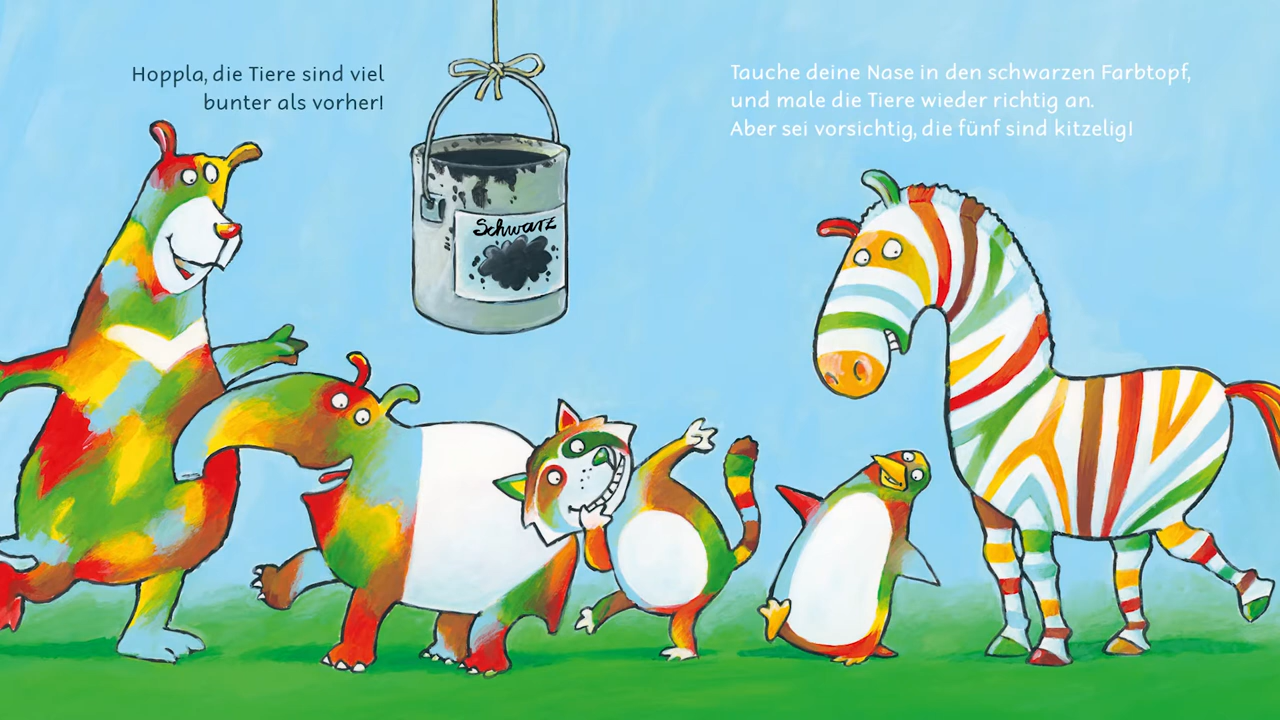 Hoppla, die Tiere sind viel
bunter als vorher!
Schwarz
Tauche deine Nase in den schwarzen Farbtopf,
und male die Tiere wieder richtig an.
Aber sei vorsichtig, die fünf sind kitzelig!